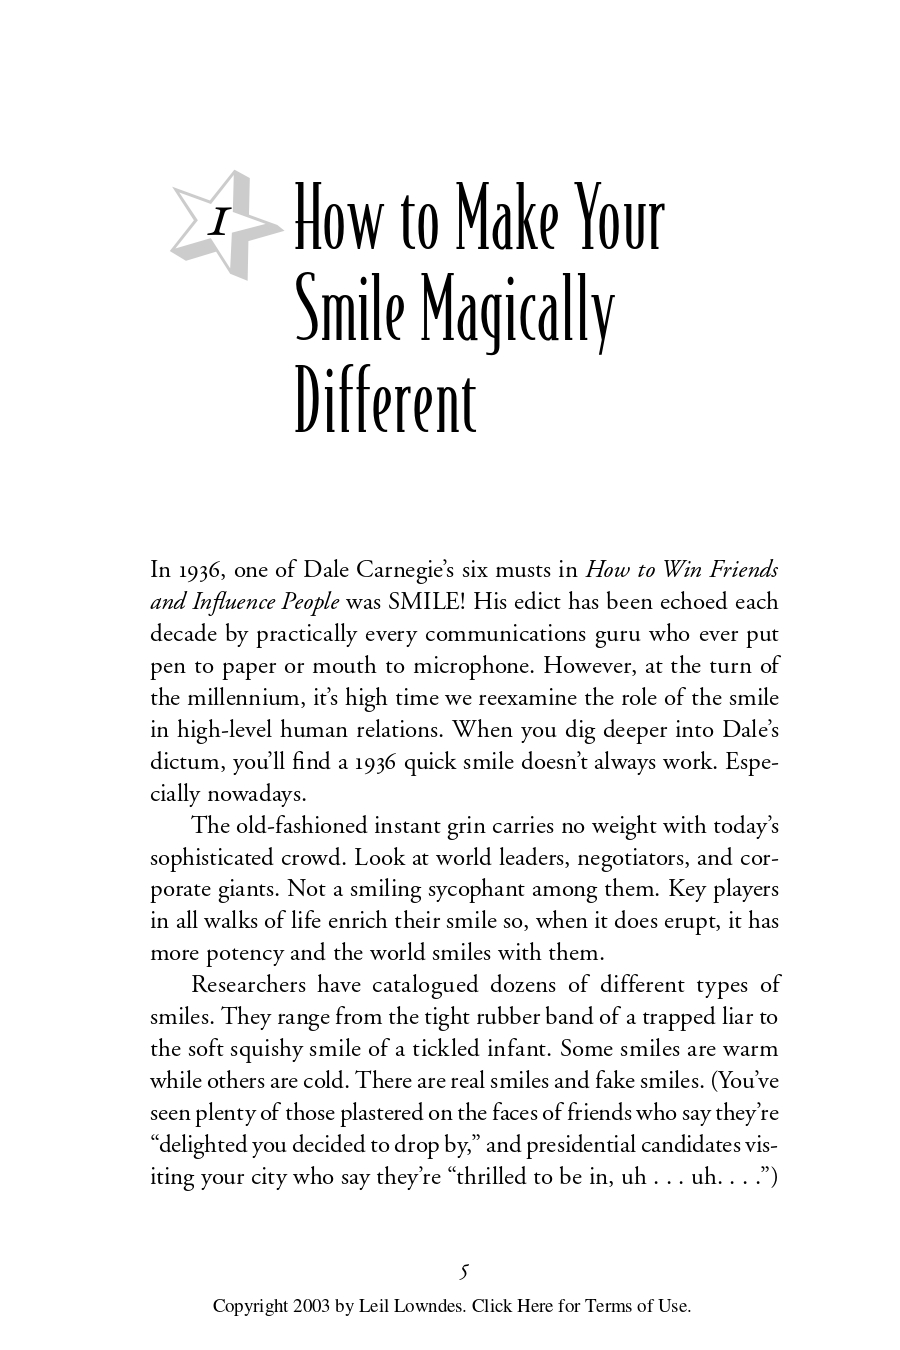 1
How to Make Your
Smile Magically
Different
In 1936, one of Dale Carnegie’s six musts in How to Win Friends
and Influence People was SMILE! His edict has been echoed each
decade by practically every communications guru who ever put
pen to paper or mouth to microphone. However, at the turn of
the millennium, it’s high time we reexamine the role of the smile
in high-level human relations. When you dig deeper into Dale’s
dictum, you’ll find a 1936 quick smile doesn’t always work. Espe-
cially nowadays.
The old-fashioned instant grin carries no weight with today’s
sophisticated crowd. Look at world leaders, negotiators, and cor-
porate giants. Not a smiling sycophant among them. Key players
in all walks of life enrich their smile so, when it does erupt, it has
more potency and the world smiles with them.
Researchers have catalogued dozens of different types of
smiles. They range from the tight rubber band of a trapped liar to
the soft squishy smile of a tickled infant. Some smiles are warm
while others are cold. There are real smiles and fake smiles. (You’ve
seen plenty of those plastered on the faces of friends who say they’re
“delighted you decided to drop by,” and presidential candidates vis-
iting your city who say they’re “thrilled to be in, uh . . . uh. . . .”)
5
Copyright 2003 by Leil Lowndes. Click Here for Terms of Use.